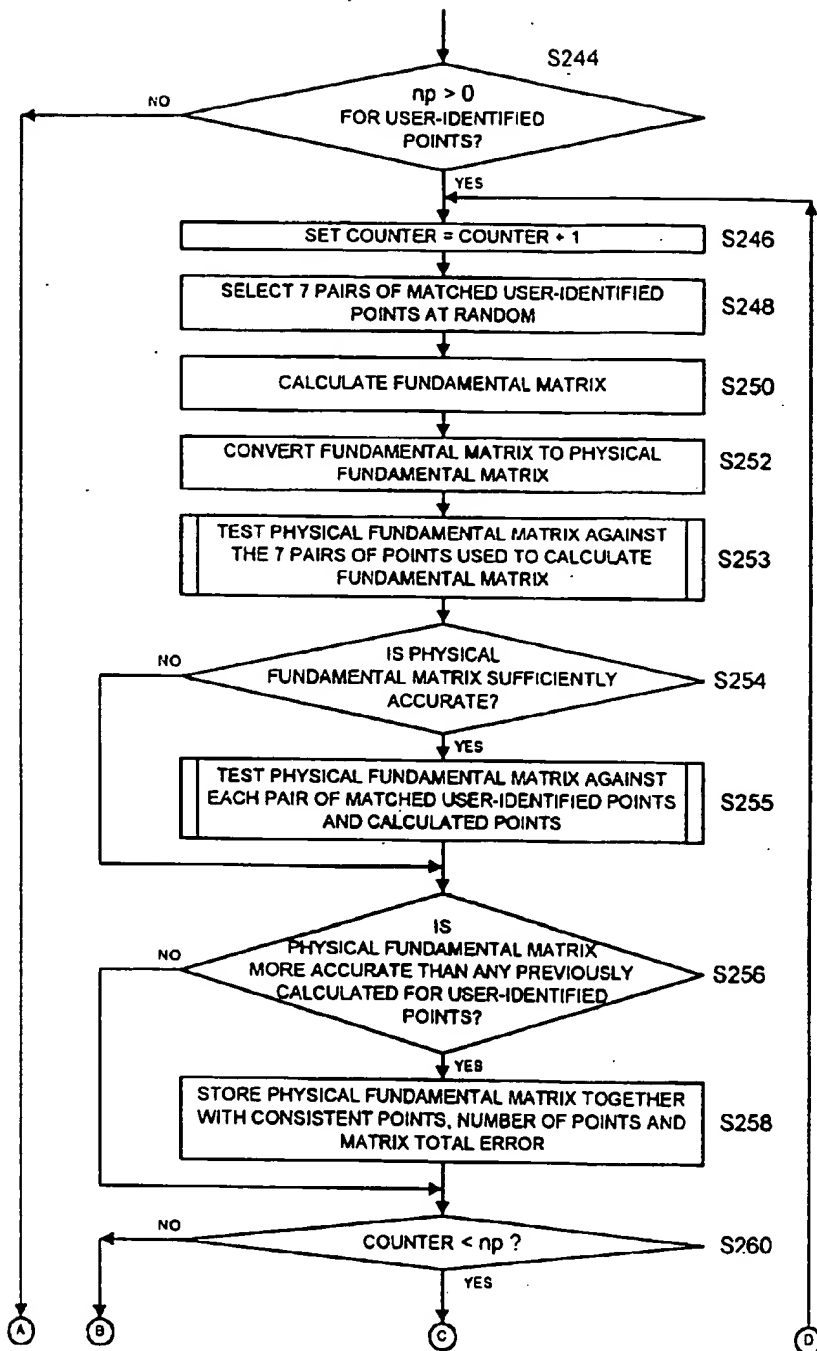 S244
np > 0
NO
FOR USER-IDENTIFIED
POINTS?
YES
SET COUNTER = COUNTER + 1
S246
SELECT 7 PAIRS OF MATCHED USER-IDENTIFIED
POINTS AT RANDOM
S248
CALCULATE FUNDAMENTAL MATRIX
S250
CONVERT FUNDAMENTAL MATRIX TO PHYSICAL
FUNDAMENTAL MATRIX
S252
TEST PHYSICAL FUNDAMENTAL MATRIX AGAINST
THE 7 PAIRS OF POINTS USED TO CALCULATE
FUNDAMENTAL MATRIX
S253
NO
IS PHYSICAL
FUNDAMENTAL MATRIX SUFFICIENTLY
ACCURATE?
S254
YES
TEST PHYSICAL FUNDAMENTAL MATRIX AGAINST
EACH PAIR OF MATCHED USER-IDENTIFIED POINTS
AND CALCULATED POINTS
S255
IS
NO
PHYSICAL FUNDAMENTAL MATRIX
MORE ACCURATE THAN ANY PREVIOUSLY
CALCULATED FOR USER-IDENTIFIED
POINTS?
S256
YES
STORE PHYSICAL FUNDAMENTAL MATRIX TOGETHER
WITH CONSISTENT POINTS, NUMBER OF POINTS AND
MATRIX TOTAL ERROR
S258
NO
COUNTER < np ?
S260
YES
A
B
C
D